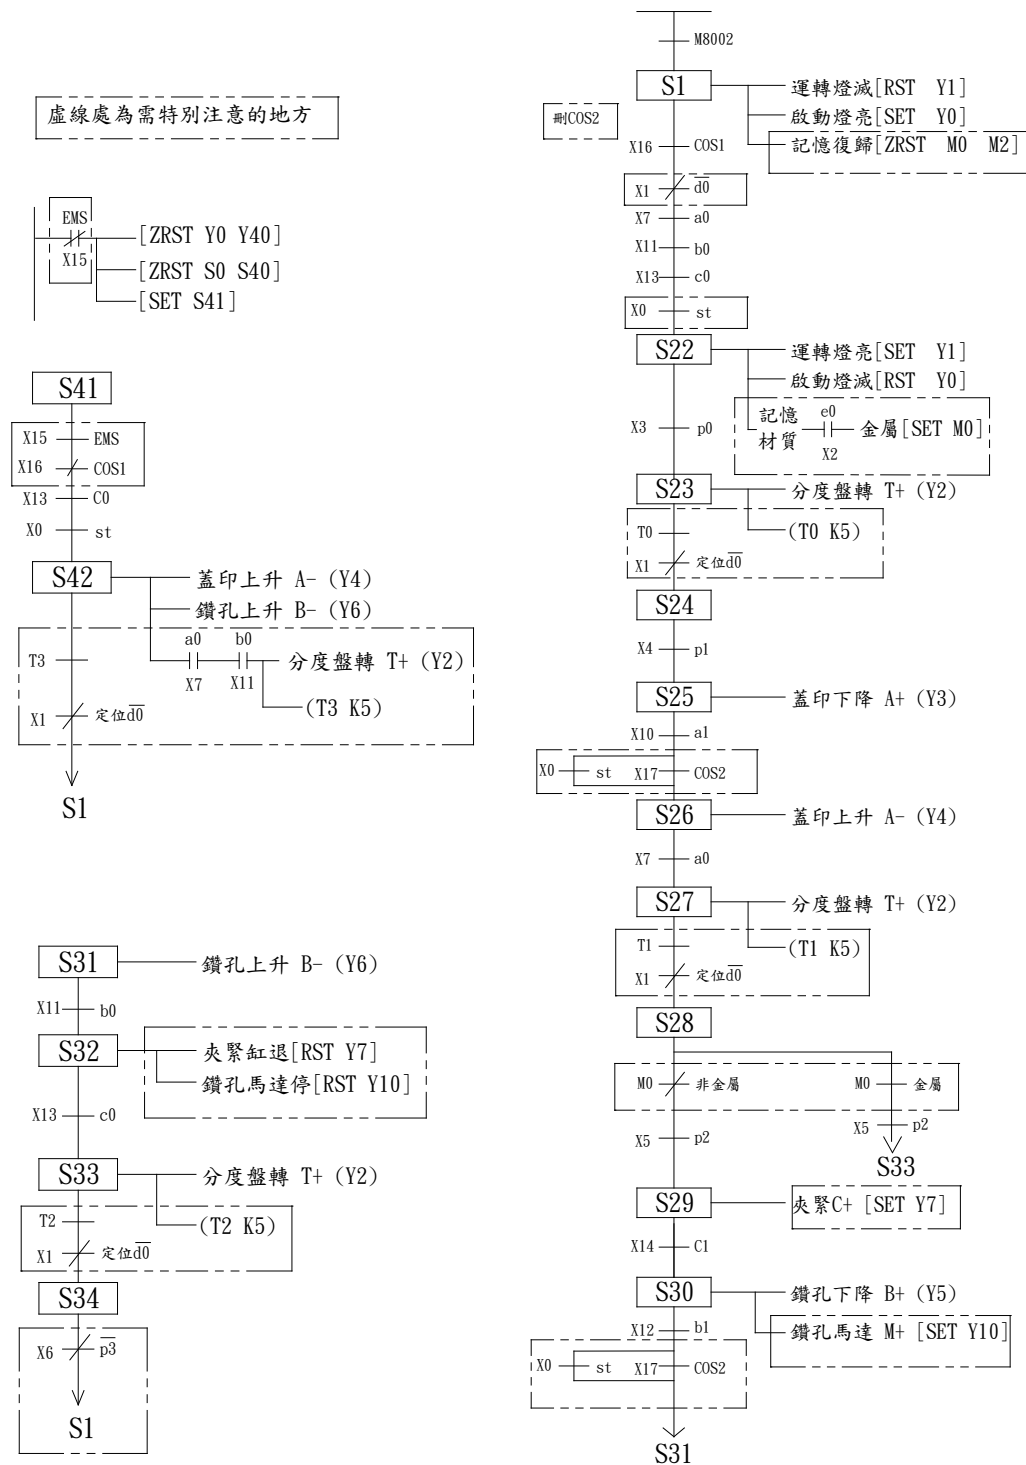 虛線處為需特別注意的地方
EMS
X15
[ZRST Y0 Y40]
[ZRST S0 S40]
[SET S41]
S41
X15 EMS
X16 COS1
X13 C0
X0 st
S42
蓋印上升 A- (Y4)
鑽孔上升 B- (Y6)
a0 b0
X7 X11
分度盤轉 T+ (Y2)
(T3 K5)
T3
X1 定位d0
S1
S31
鑽孔上升 B- (Y6)
X11 b0
S32
夾緊缸退[RST Y7]
鑽孔馬達停[RST Y10]
X13 c0
S33
分度盤轉 T+ (Y2)
(T2 K5)
T2
X1 定位d0
S34
X6 p3
S1
M8002
S1
運轉燈滅[RST Y1]
啟動燈亮[SET Y0]
記憶復歸[ZRST M0 M2]
刪COS2
X16 COS1
X1 d0
X7 a0
X11 b0
X13 c0
X0 st
S22
運轉燈亮[SET Y1]
啟動燈滅[RST Y0]
記憶
材質
e0
X2
金屬[SET M0]
X3 p0
S23
分度盤轉 T+ (Y2)
(T0 K5)
T0
X1 定位d0
S24
X4 p1
S25
蓋印下降 A+ (Y3)
X10 a1
X0 st X17 COS2
S26
蓋印上升 A- (Y4)
X7 a0
S27
分度盤轉 T+ (Y2)
(T1 K5)
T1
X1 定位d0
S28
M0 非金屬
M0 金屬
X5 p2
X5 p2
S33
S29
夾緊C+ [SET Y7]
X14 C1
S30
鑽孔下降 B+ (Y5)
鑽孔馬達 M+ [SET Y10]
X12 b1
X0 st X17 COS2
S31